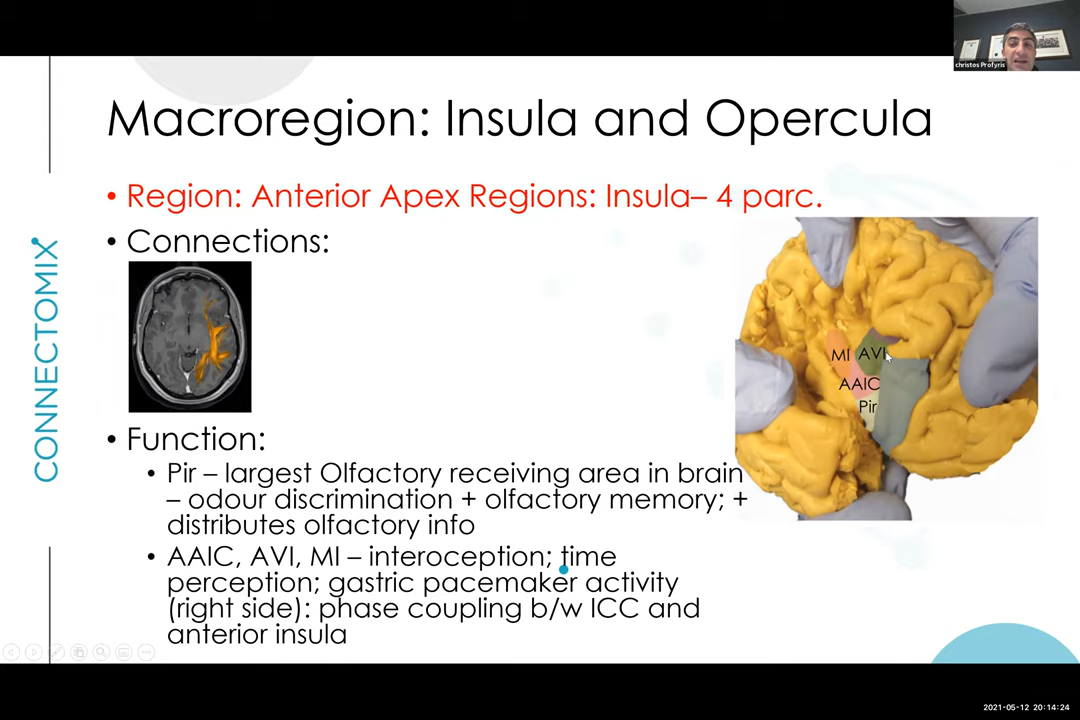 christos Profyris
Macroregion: Insula and Opercula
• Region: Anterior Apex Regions: Insula– 4 parc.
• Connections:
CONNECTOMIX
MI AVI
AAIC
Pir
• Function:
• Pir – largest Olfactory receiving area in brain
– odour discrimination + olfactory memory; +
distributes olfactory info
• AAIC, AVI, MI – interoception; time
perception; gastric pacemaker activity
(right side): phase coupling b/w ICC and
anterior insula
2021-05-12 20:14:24